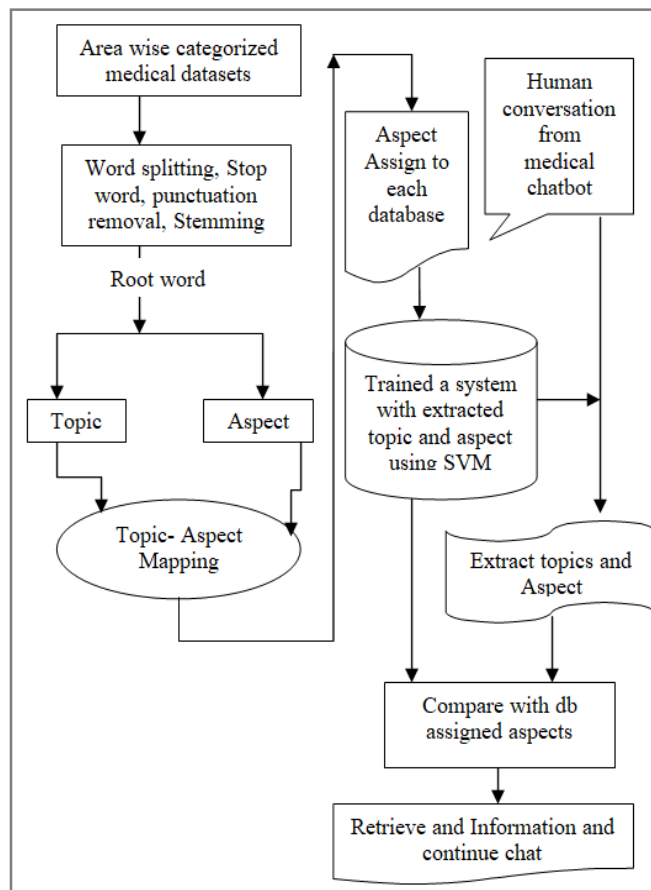 Area wise categorized
medical datasets
Word splitting, Stop
word, punctuation
removal, Stemming
Root word
Topic
Aspect
Topic- Aspect
Mapping
Aspect
Assign to
each
database
Human
conversation
from
medical
chatbot
Trained a system
with extracted
topic and aspect
using SVM
Extract topics and
Aspect
Compare with db
assigned aspects
Retrieve and Information and
continue chat